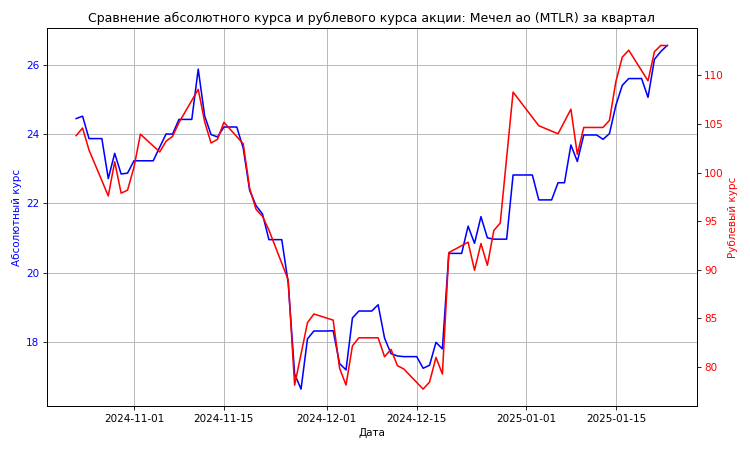 Сравнение абсолютного курса и рублевого курса акции: Мечел ао (MTLR) за квартал
26
24
22
20
18
Абсолютный курс
110
105
100
95
90
85
80
Рублевый курс
2024-11-01 2024-11-15 2024-12-01 2024-12-15 2025-01-01 2025-01-15
Дата